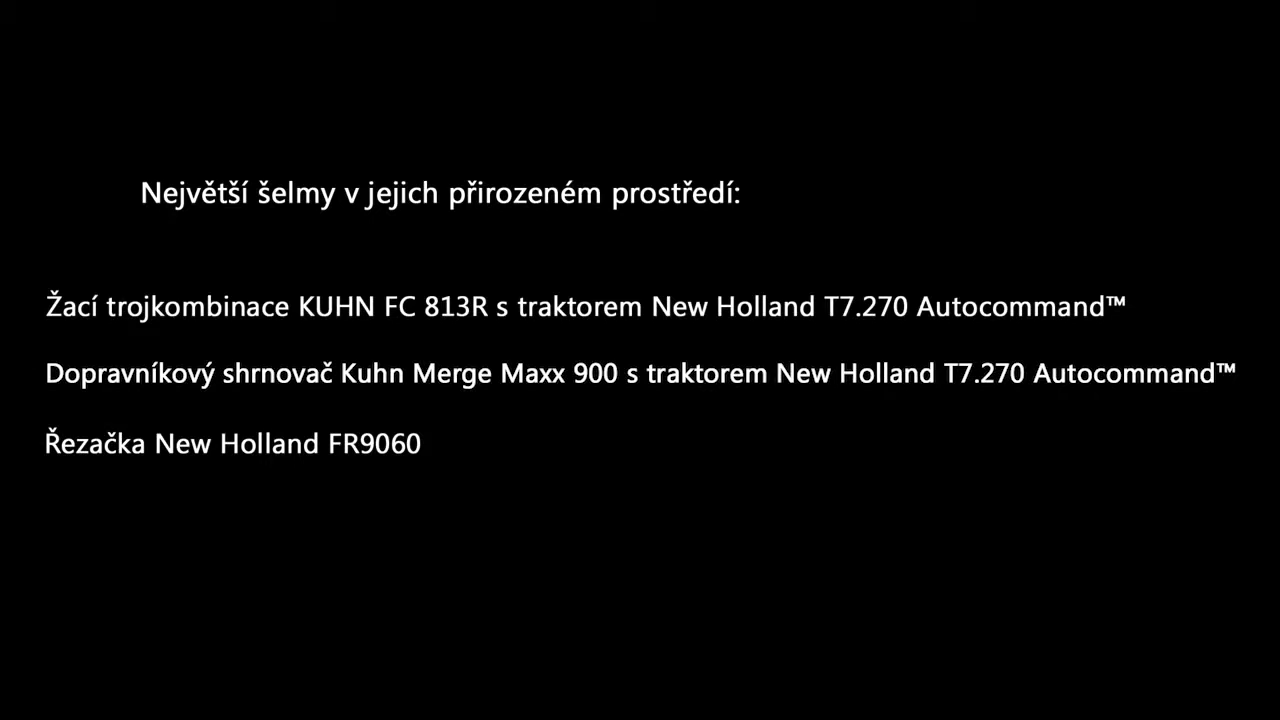 Největší šelmy v jejich přirozeném prostředí:
Žací trojkombinace KUHN FC 813R s traktorem New Holland T7.270 Autocommand™
Dopravníkový shrnovač Kuhn Merge Maxx 900 s traktorem New Holland T7.270 Autocommand™
Řezačka New Holland FR9060